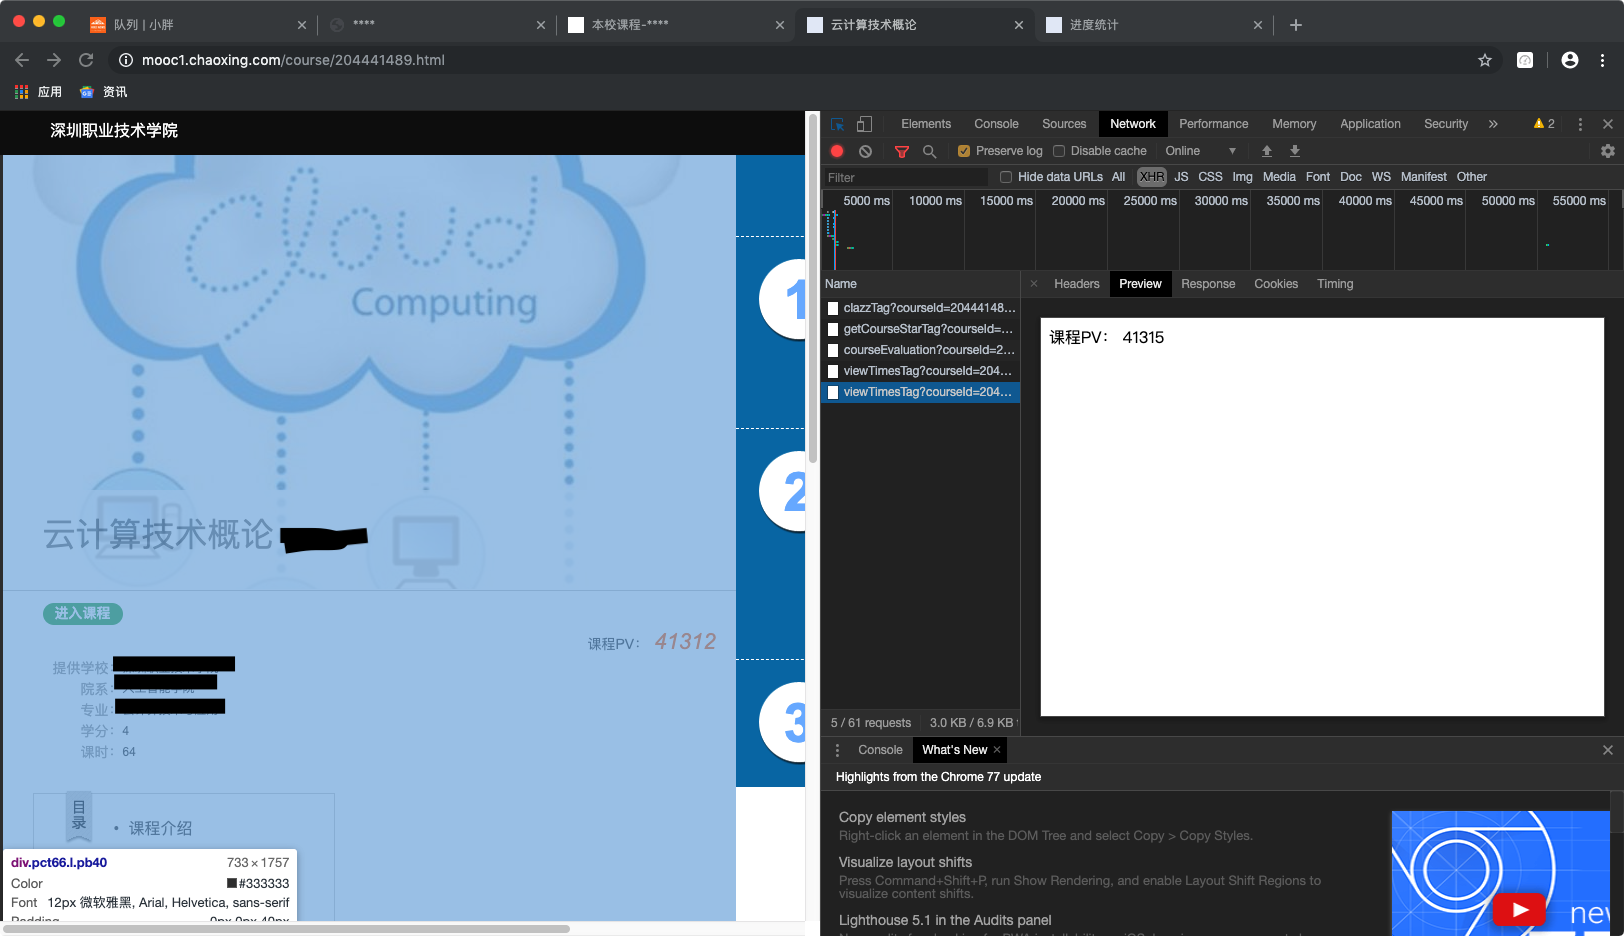 队列 | 小胖
****
本校课程-****
云计算技术概论
进度统计
mooc1.chaoxing.com/course/204441489.html
应用
资讯
深圳职业技术学院
cloud
Computing
云计算技术概论
进入课程
课程PV： 41312
提供学校：
院系：
专业：
学分： 4
课时： 64
目录
• 课程介绍
1
2
3
div.pct66.l.pb40 733 × 1757
Color #333333
Font 12px 微软雅黑, Arial, Helvetica, sans-serif
Padding 0px 0px 40px
Elements Console Sources Network Performance Memory Application Security » 2
Preserve log Disable cache Online
Filter Hide data URLs All XHR JS CSS Img Media Font Doc WS Manifest Other
5000 ms 10000 ms 15000 ms 20000 ms 25000 ms 30000 ms 35000 ms 40000 ms 45000 ms 50000 ms 55000 ms
Name
clazzTag?courseId=20444148...
getCourseStarTag?courseId=...
courseEvaluation?courseId=2...
viewTimesTag?courseId=204...
viewTimesTag?courseId=204...
5 / 61 requests 3.0 KB / 6.9 KB
Headers Preview Response Cookies Timing
课程PV： 41315
Console What's New
Highlights from the Chrome 77 update
Copy element styles
Right-click an element in the DOM Tree and select Copy > Copy Styles.
Visualize layout shifts
Press Command+Shift+P, run Show Rendering, and enable Layout Shift Regions to
visualize content shifts.
Lighthouse 5.1 in the Audits panel
new